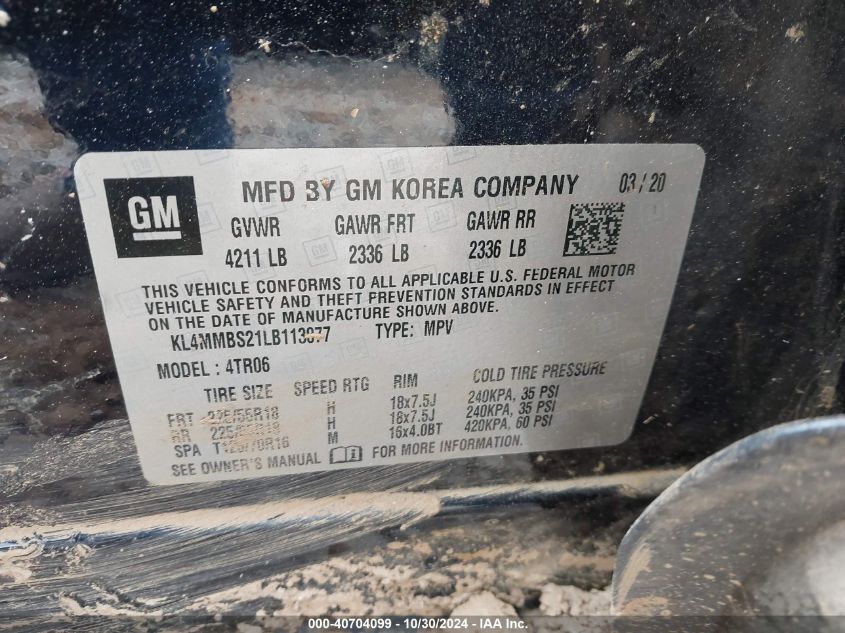 GM
MFD BY GM KOREA COMPANY 03/20
GVWR GAWR FRT GAWR RR
4211 LB 2336 LB 2336 LB
THIS VEHICLE CONFORMS TO ALL APPLICABLE U.S. FEDERAL MOTOR
VEHICLE SAFETY AND THEFT PREVENTION STANDARDS IN EFFECT
ON THE DATE OF MANUFACTURE SHOWN ABOVE.
TYPE: MPV
MODEL: 4TR06
TIRE SIZE SPEED RTG RIM COLD TIRE PRESSURE
FRT 225/55R18 H 18x7.5J 240KPA, 35 PSI
RR H 18x7.5J 240KPA, 35 PSI
SPA M 16x4.0BT 420KPA, 60 PSI
SEE OWNER'S MANUAL FOR MORE INFORMATION.
000-40704099 - 10/30/2024 - IAA Inc.